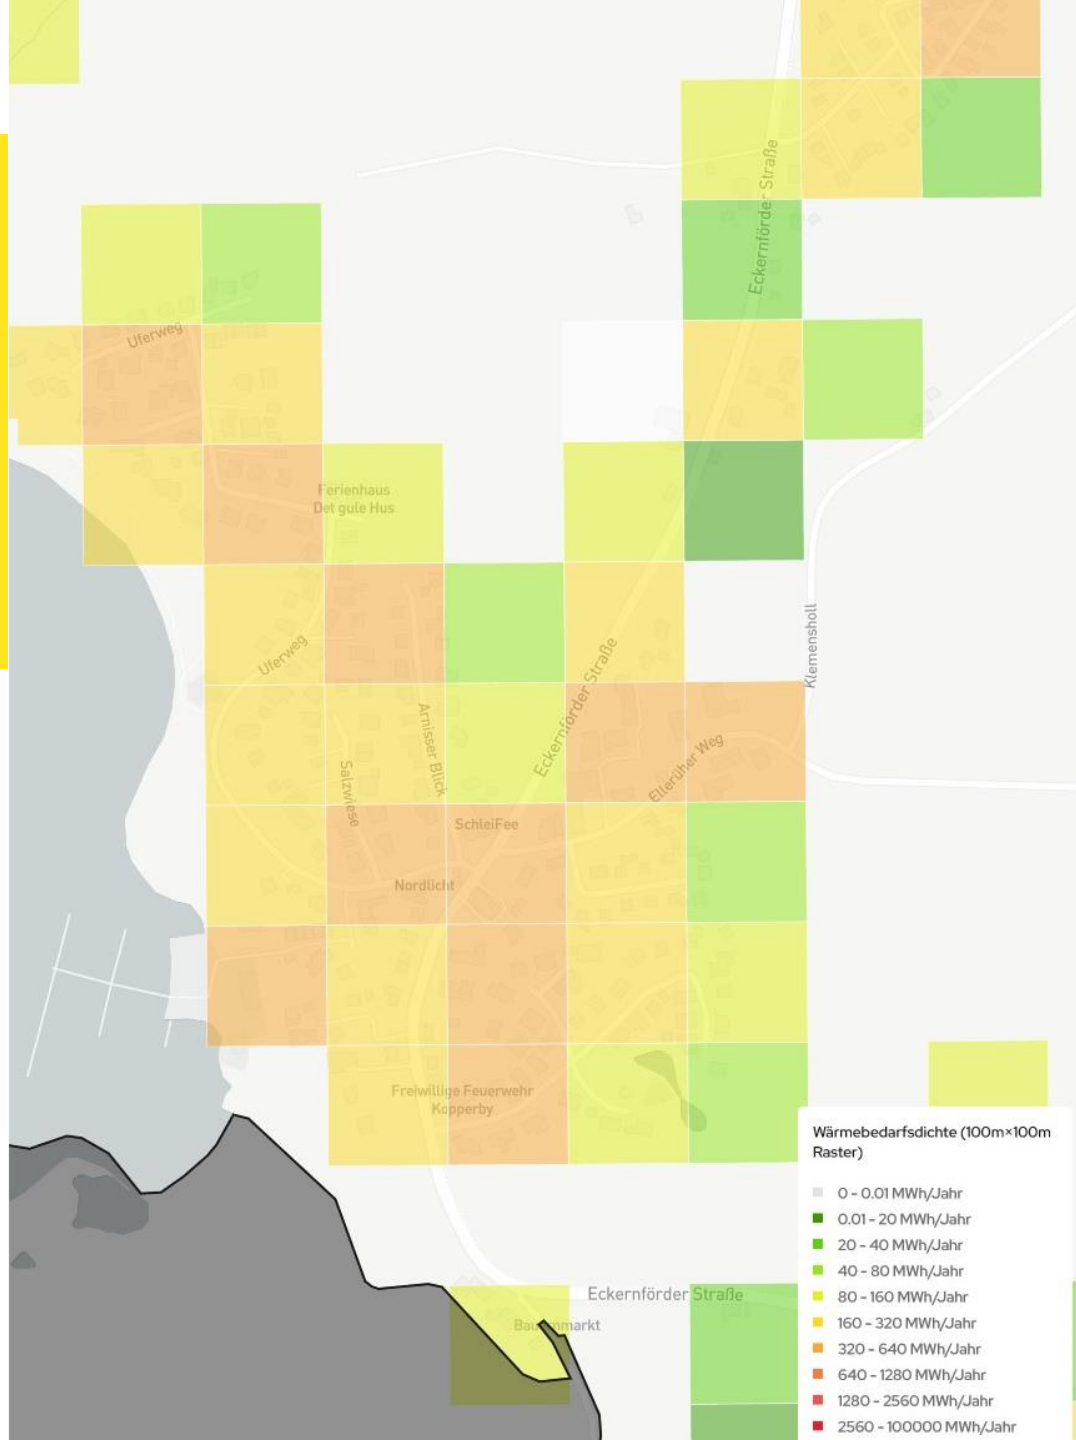 Eckernförder Straße
Uferweg
Ferienhaus
Det gule Hus
Klemensholl
Uferweg
Eckernförder Straße
Arnisser Blick
Ellerüher Weg
Salzwiese
SchleiFee
Nordlicht
Freiwillige Feuerwehr
Kopperby
Wärmebedarfsdichte (100m×100m
Raster)
0 - 0.01 MWh/Jahr
0.01 - 20 MWh/Jahr
20 - 40 MWh/Jahr
40 - 80 MWh/Jahr
80 - 160 MWh/Jahr
160 - 320 MWh/Jahr
320 - 640 MWh/Jahr
640 - 1280 MWh/Jahr
1280 - 2560 MWh/Jahr
2560 - 100000 MWh/Jahr
Eckernförder Straße